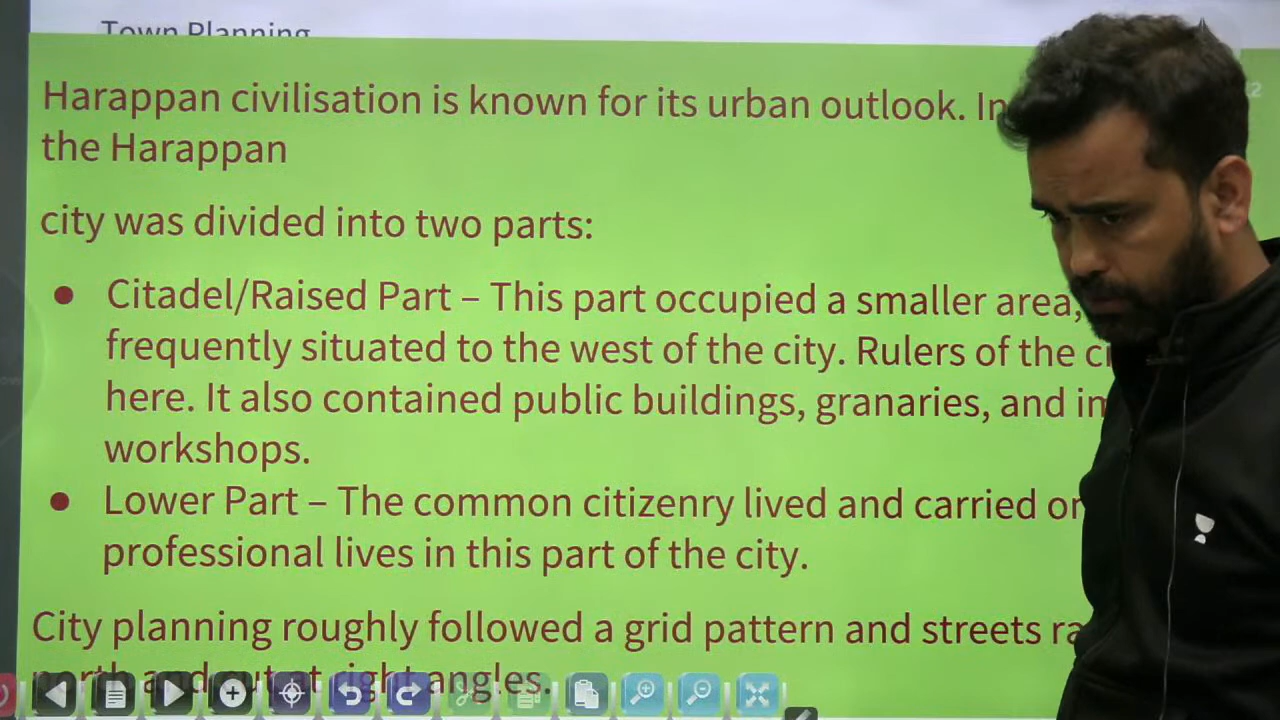 Town Planning
Harappan civilisation is known for its urban outlook. In
the Harappan
city was divided into two parts:
● Citadel/Raised Part – This part occupied a smaller area,
frequently situated to the west of the city. Rulers of the
here. It also contained public buildings, granaries, and
workshops.
● Lower Part – The common citizenry lived and carried
professional lives in this part of the city.
City planning roughly followed a grid pattern and streets
north and cut at right angles.